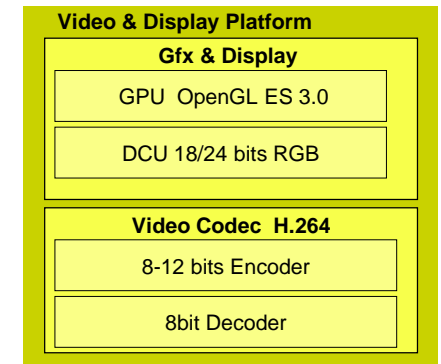 Video & Display Platform
Gfx & Display
GPU OpenGL ES 3.0
DCU 18/24 bits RGB
Video Codec H.264
8-12 bits Encoder
8bit Decoder